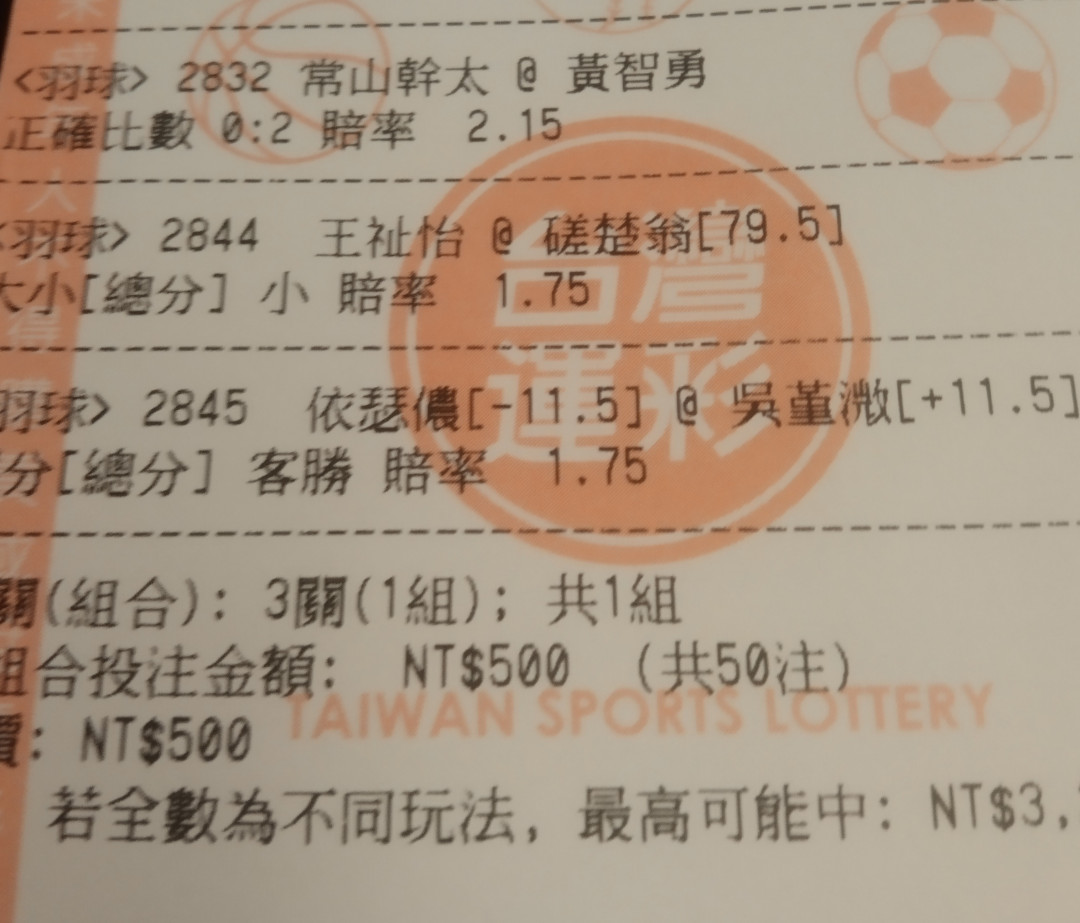 <羽球> 2832 常山幹太 @ 黃智勇
正確比數 0:2 賠率 2.15
<羽球> 2844 王祉怡 @ 磋楚翁[79.5]
大小[總分] 小 賠率 1.75
羽球> 2845 依瑟儂[-11.5] @ 吳堇溦[+11.5]
分[總分] 客勝 賠率 1.75
關(組合): 3關(1組); 共1組
組合投注金額: NT$500 (共50注)
價: NT$500
若全數為不同玩法, 最高可能中: NT$3,
台灣
運彩
TAIWAN SPORTS LOTTERY